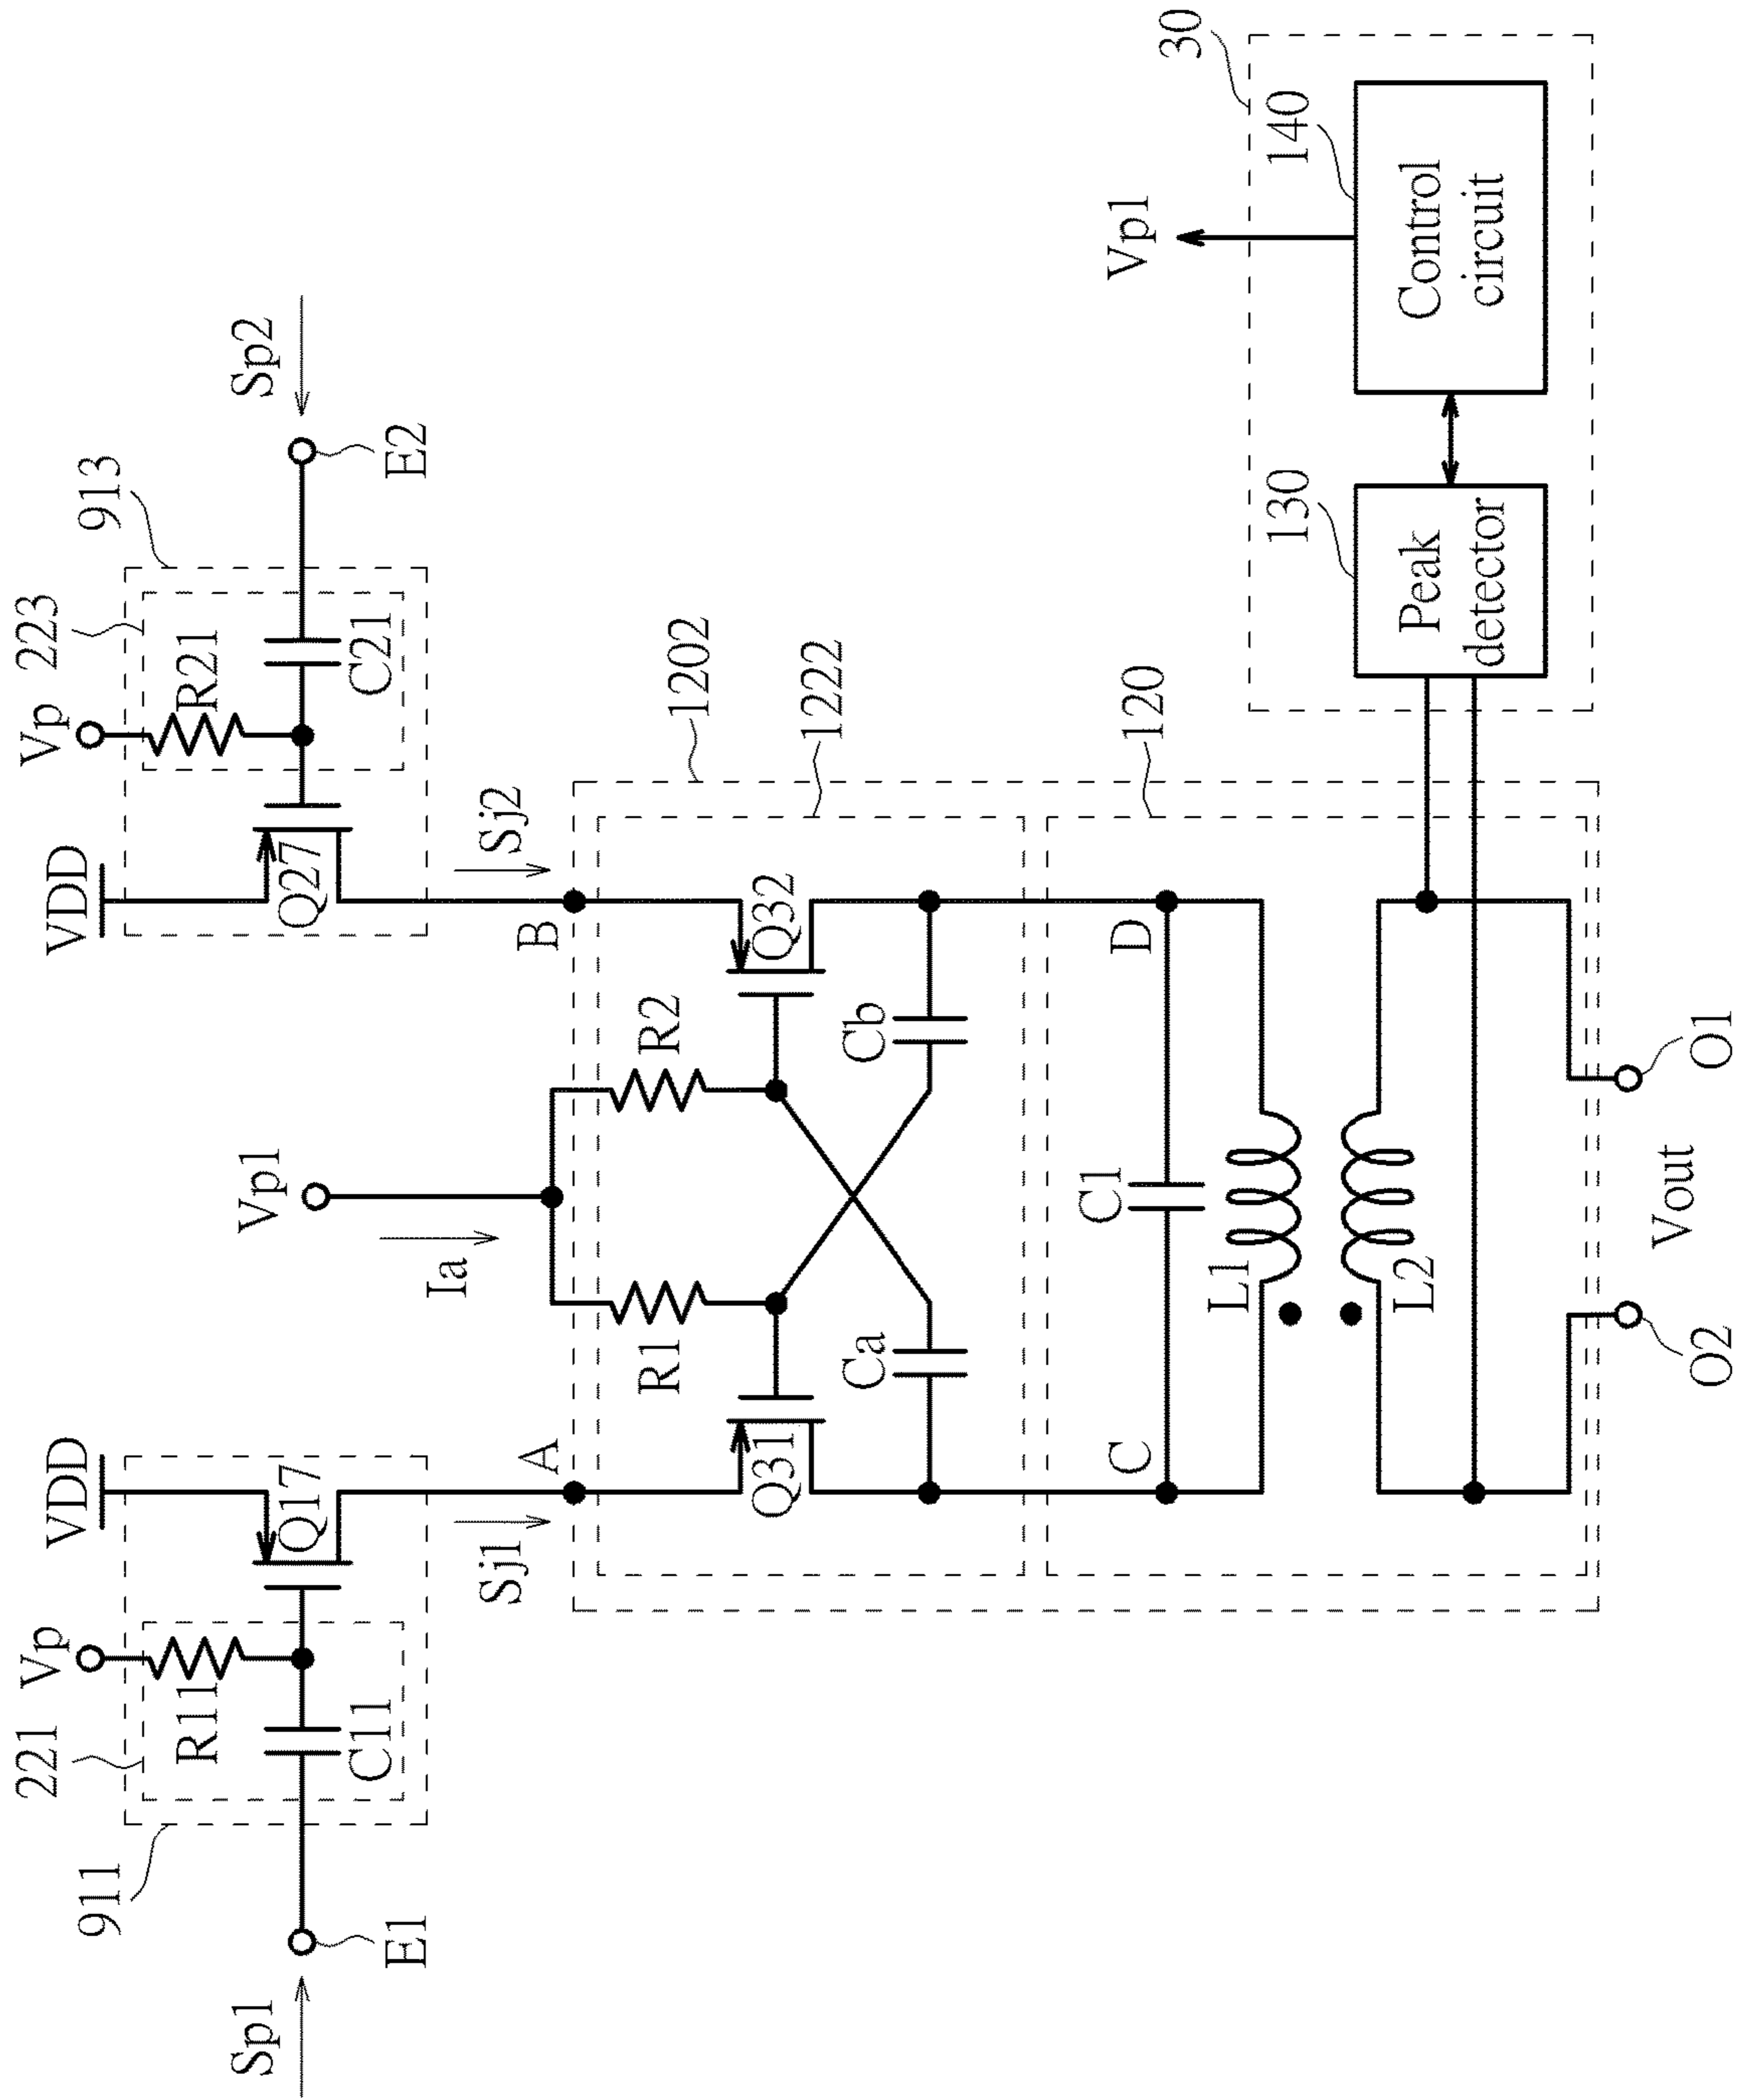 Sp1
E1
911
221
Vp
R11
C11
VDD
Q17
Sj1
A
Vp1
Ia
VDD
Q27
Sj2
B
Vp
223
R21
C21
913
E2
Sp2
R1
R2
Q31
Q32
Ca
Cb
1202
1222
120
C
D
C1
L1
L2
O2
Vout
O1
30
Vp1
130
Peak
detector
140
Control
circuit